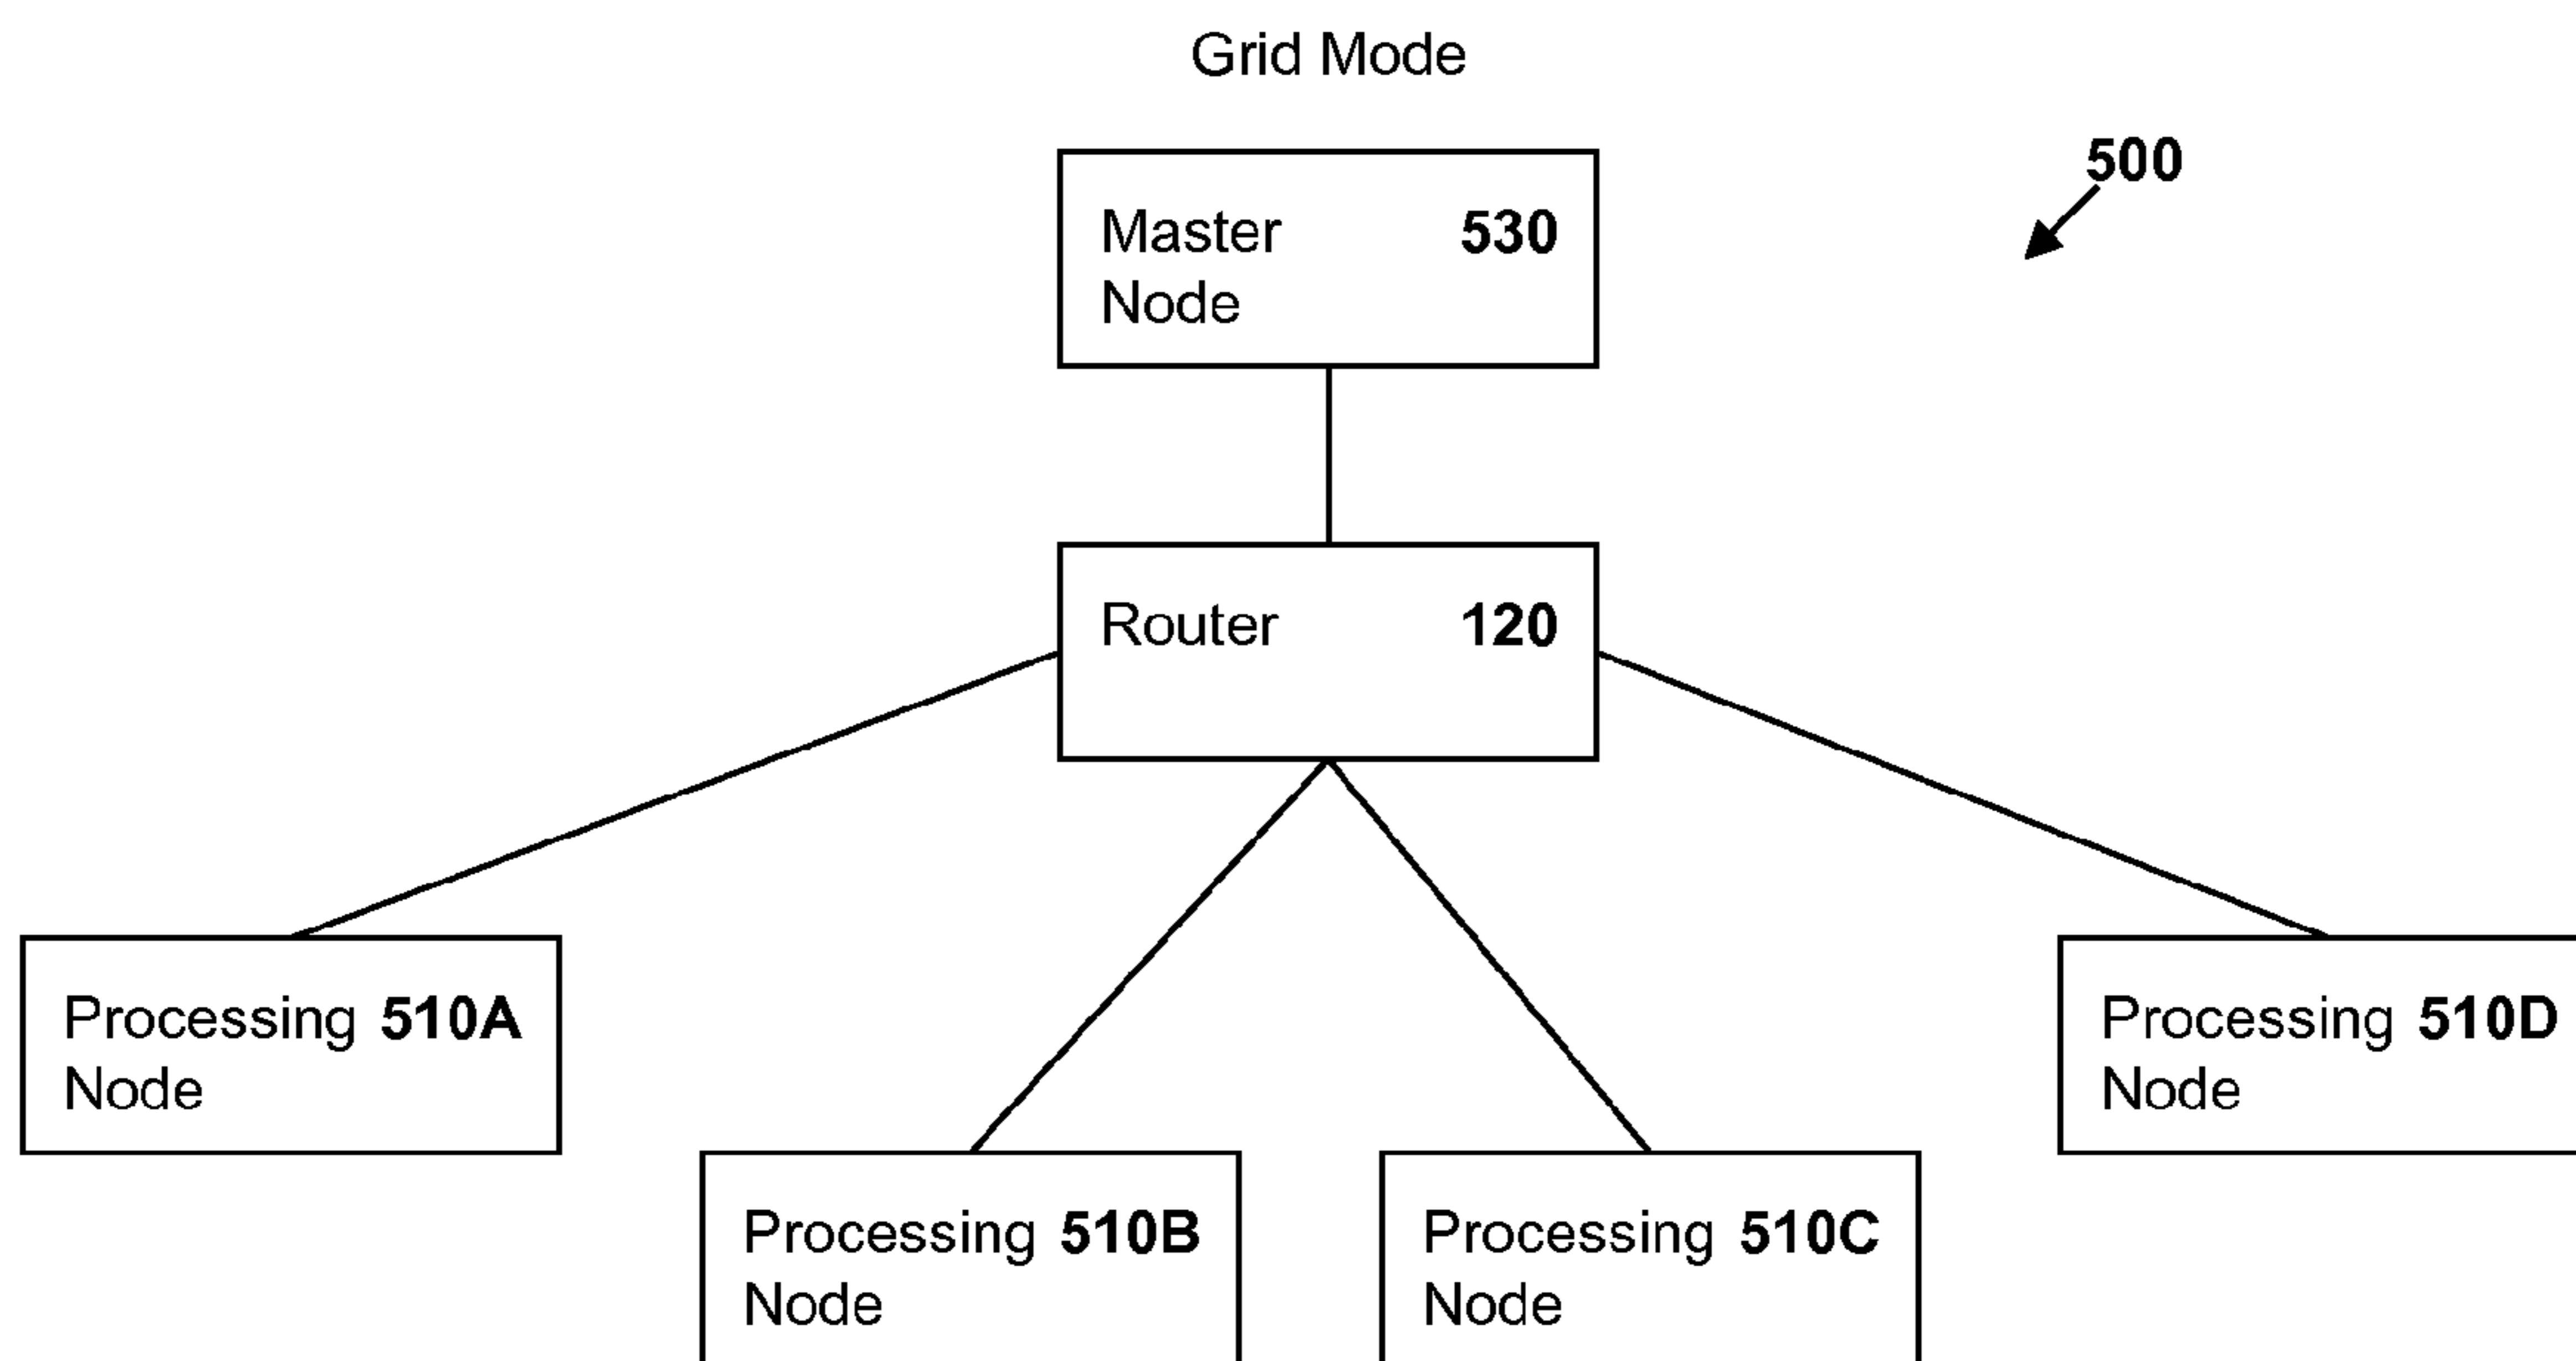 Grid Mode
500
Master 530
Node
Router 120
Processing 510A
Node
Processing 510D
Node
Processing 510B
Node
Processing 510C
Node